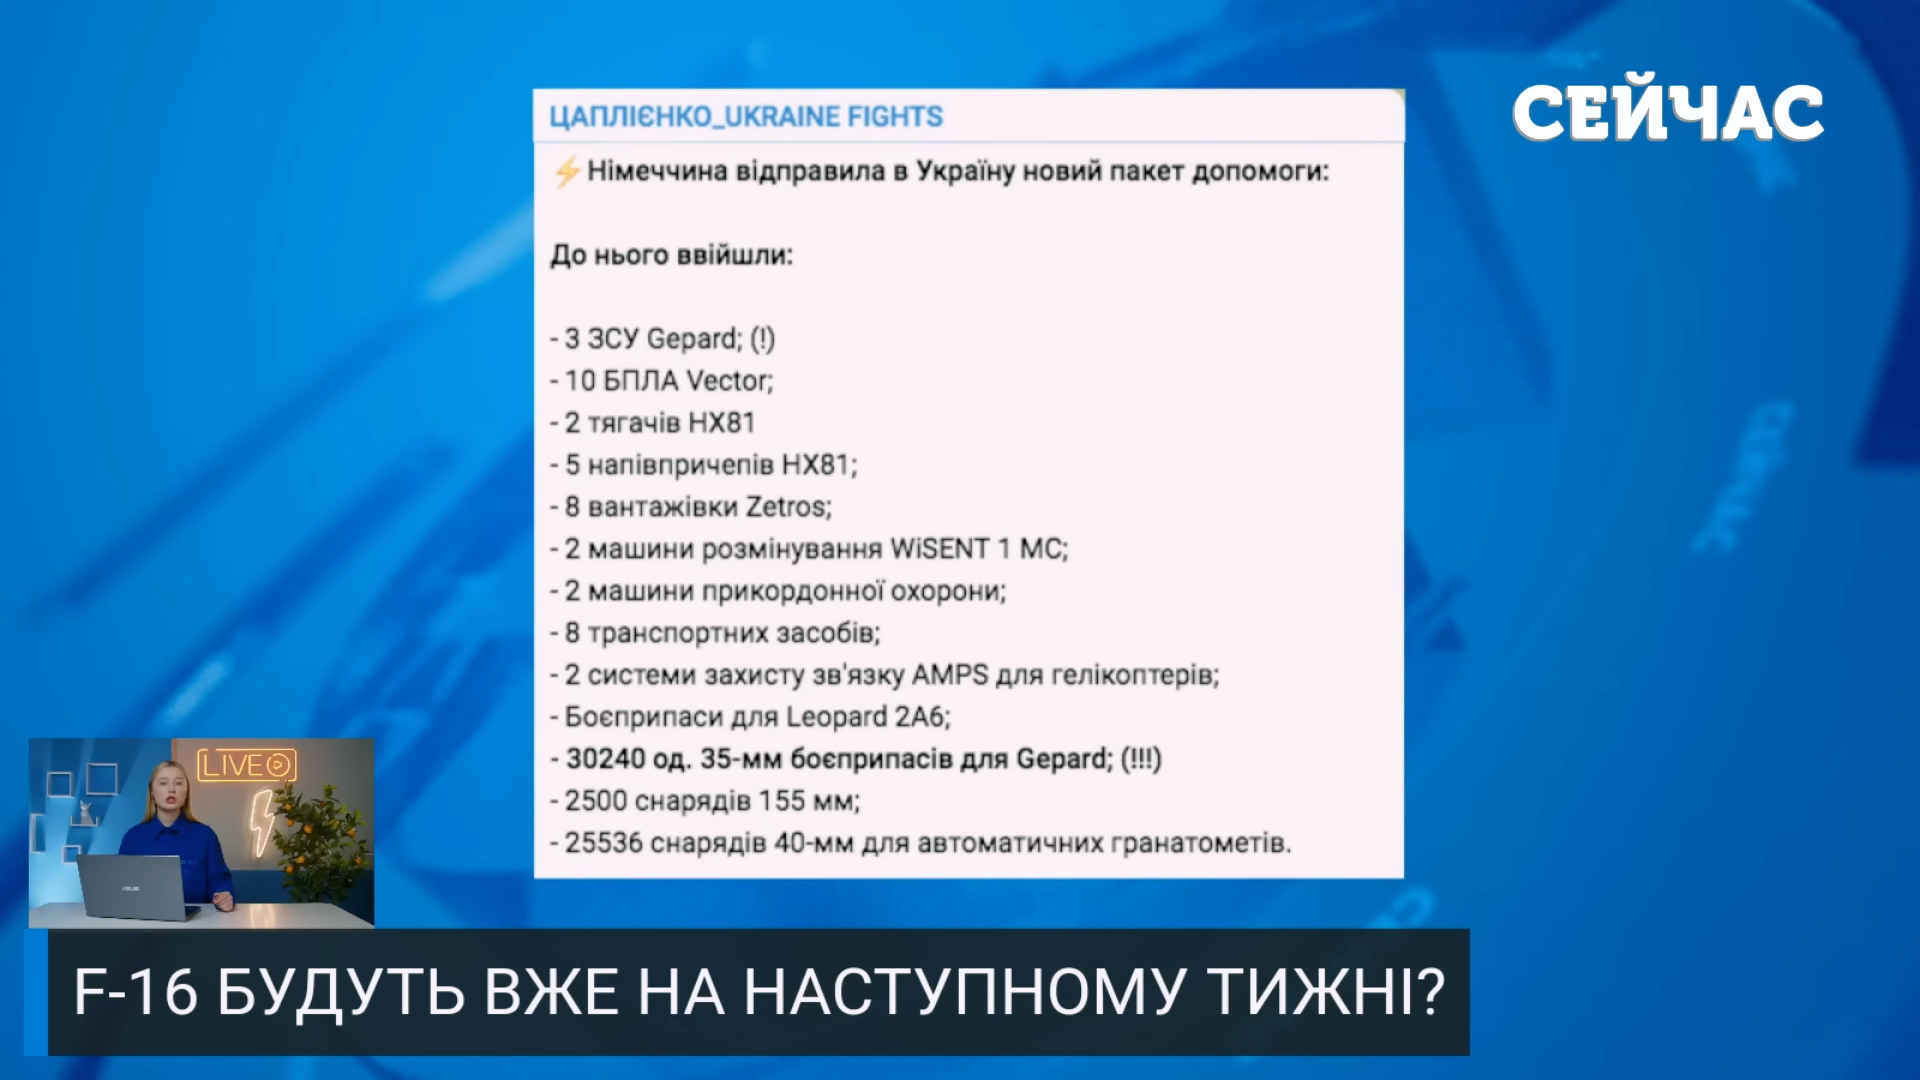 СЕЙЧАС
ЦАПЛІЄНКО_UKRAINE FIGHTS
⚡Німеччина відправила в Україну новий пакет допомоги:
До нього ввійшли:
- 3 ЗСУ Gepard; (!)
- 10 БПЛА Vector;
- 2 тягачів HX81
- 5 напівпричепів HX81;
- 8 вантажівки Zetros;
- 2 машини розмінування WiSENT 1 MC;
- 2 машини прикордонної охорони;
- 8 транспортних засобів;
- 2 системи захисту зв'язку AMPS для гелікоптерів;
- Боєприпаси для Leopard 2A6;
- 30240 од. 35-мм боєприпасів для Gepard; (!!!)
- 2500 снарядів 155 мм;
- 25536 снарядів 40-мм для автоматичних гранатометів.
LIVE
ASUS
F-16 БУДУТЬ ВЖЕ НА НАСТУПНОМУ ТИЖНІ?